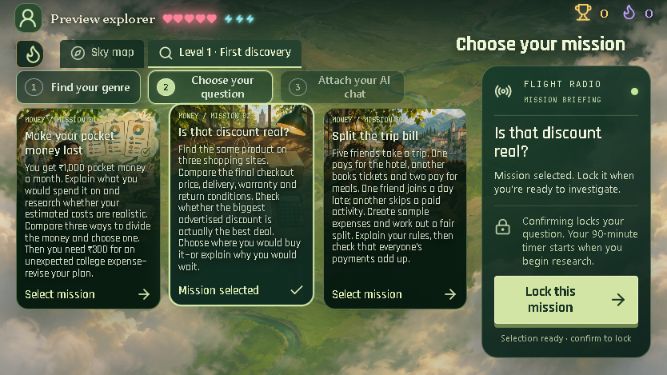 Preview explorer
0 0
Sky map
Level 1 · First discovery
Choose your mission
1 Find your genre
2 Choose your
question
3 Attach your AI
chat
MONEY / MISSION
Make your pocket
money last
You get ₹1,000 pocket money
a month. Explain what you
would spend it on and
research whether your
estimated costs are realistic.
Compare three ways to divide
the money and choose one.
Then you need ₹300 for an
unexpected college expense—
revise your plan.
Select mission
MONEY / MISSION 02
Is that discount real?
Find the same product on
three shopping sites.
Compare the final checkout
price, delivery, warranty and
return conditions. Check
whether the biggest
advertised discount is
actually the best deal.
Choose where you would buy
it—or explain why you would
wait.
Mission selected
MONEY / MISSION
Split the trip bill
Five friends take a trip. One
pays for the hotel, another
books tickets and two pay for
meals. One friend joins a day
late; another skips a paid
activity. Create sample
expenses and work out a fair
split. Explain your rules, then
check that everyone's
payments add up.
Select mission
FLIGHT RADIO
MISSION BRIEFING
Is that discount
real?
Mission selected. Lock it when
you're ready to investigate.
Confirming locks your
question. Your 90-minute
timer starts when you
begin research.
Lock this
mission
Selection ready · confirm to lock